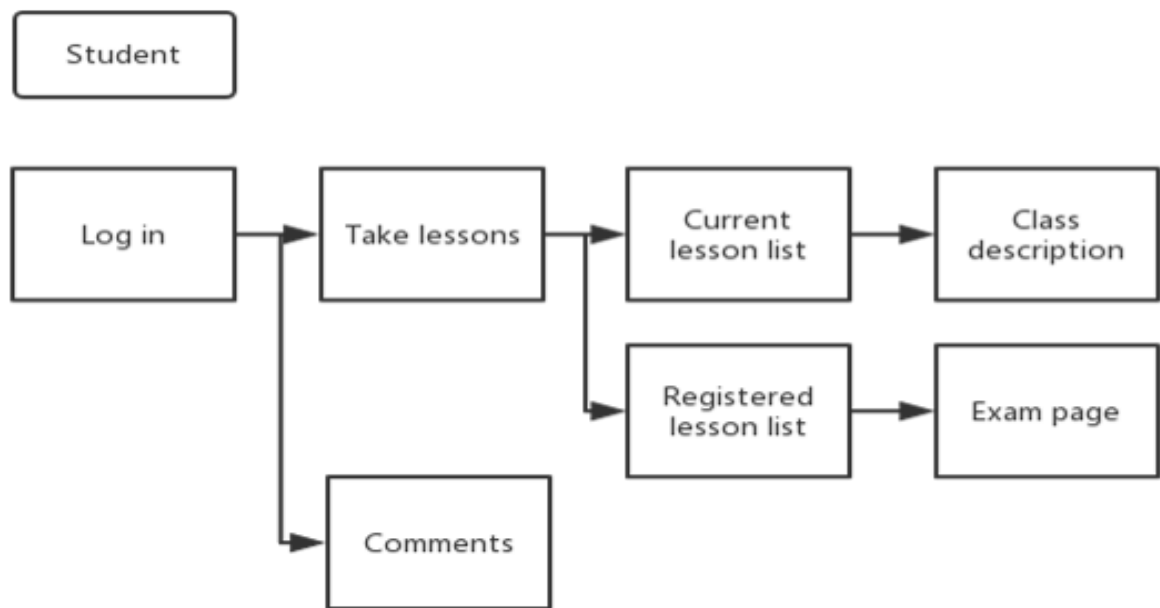 Student
Log in
Take lessons
Current
lesson list
Class
description
Registered
lesson list
Exam page
Comments